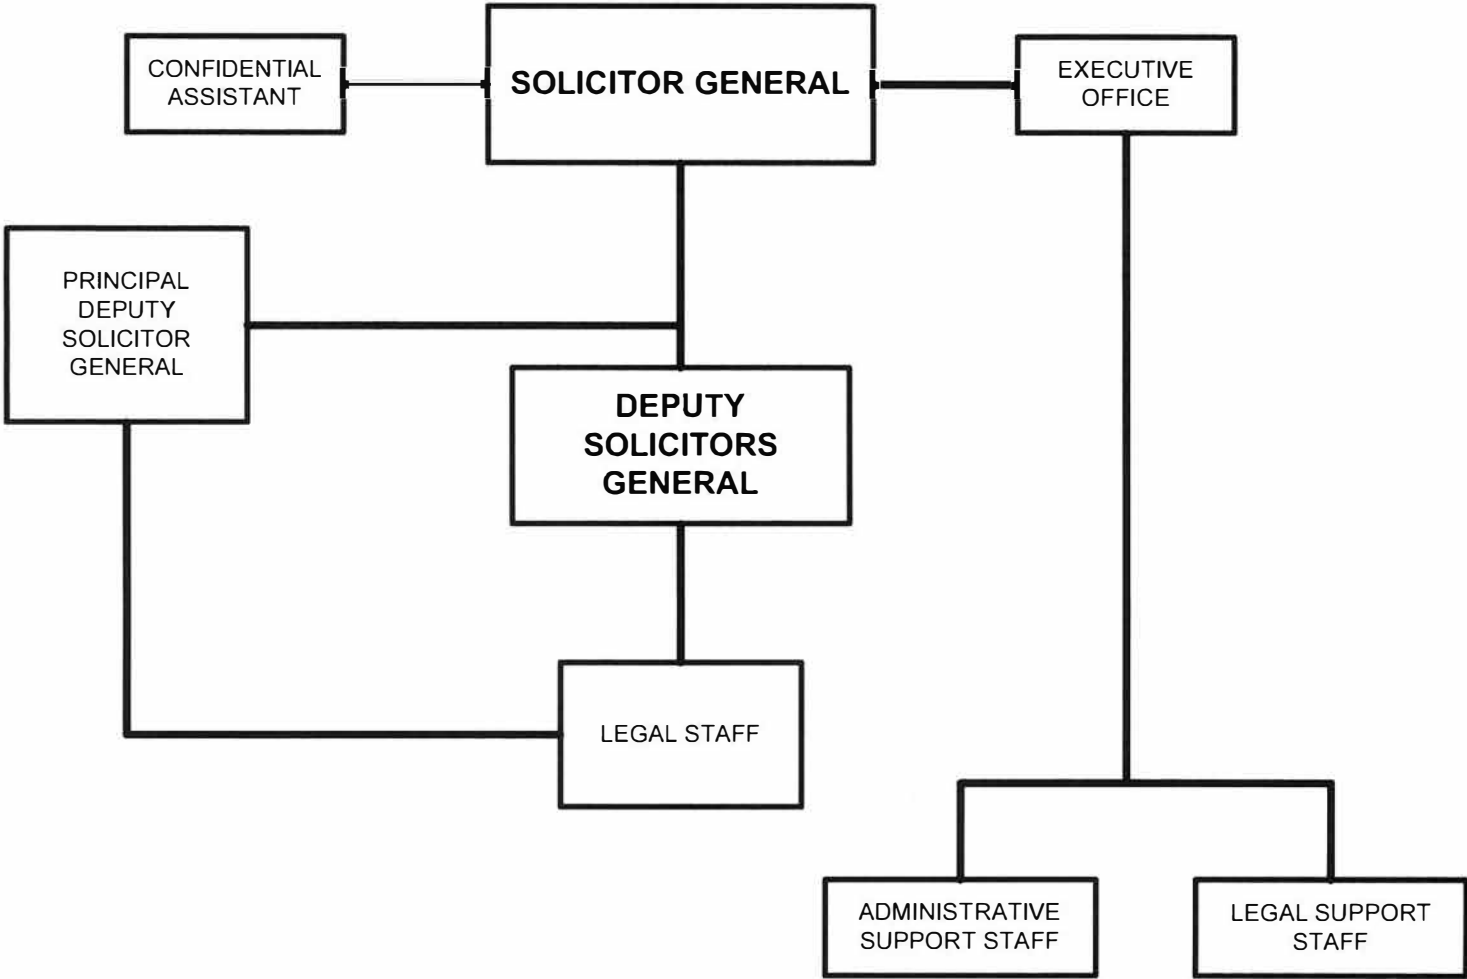 CONFIDENTIAL
ASSISTANT
SOLICITOR GENERAL
EXECUTIVE
OFFICE
PRINCIPAL
DEPUTY
SOLICITOR
GENERAL
DEPUTY
SOLICITORS
GENERAL
LEGAL STAFF
ADMINISTRATIVE
SUPPORT STAFF
LEGAL SUPPORT
STAFF